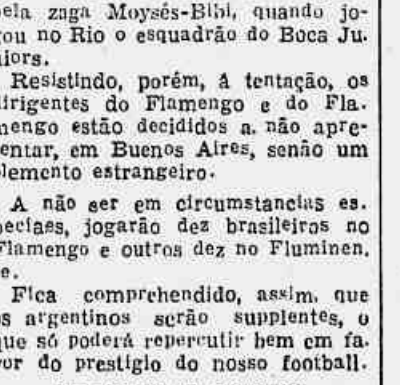 pela zaga Moysés-Bibi, quando jo-
gou no Rio o esquadrão do Boca Ju.
niors.
Resistindo, porém, á tentação, os
dirigentes do Flamengo e do Fla.
mengo estão decididos a. não apre-
sentar, em Buenos Aires, senão um
elemento estrangeiro.
A não ser em circumstancias es.
peciaes, jogarão dez brasileiros no
Flamengo e outros dez no Fluminen.
se.
Fica comprehendido, assim, que
os argentinos serão supplentes, o
que só poderá repercutir bem em fa.
vor do prestigio do nosso football.